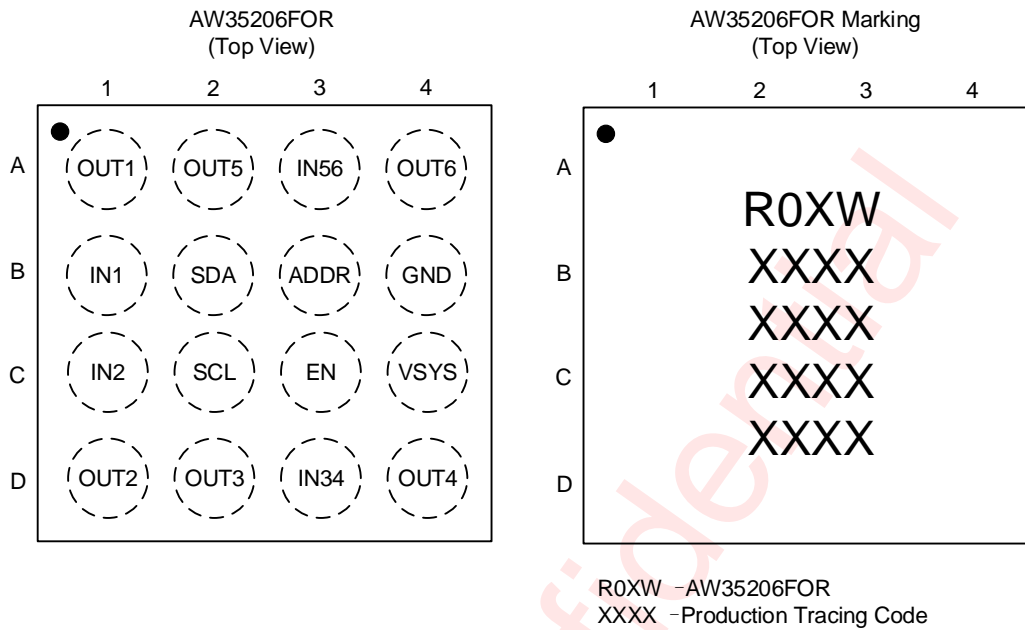 AW35206FOR
(Top View)
1 2 3 4
A OUT1 OUT5 IN56 OUT6
B IN1 SDA ADDR GND
C IN2 SCL EN VSYS
D OUT2 OUT3 IN34 OUT4
AW35206FOR Marking
(Top View)
1 2 3 4
A
R0XW
B XXXX
XXXX
C XXXX
XXXX
D
R0XW -AW35206FOR
XXXX -Production Tracing Code
fidential